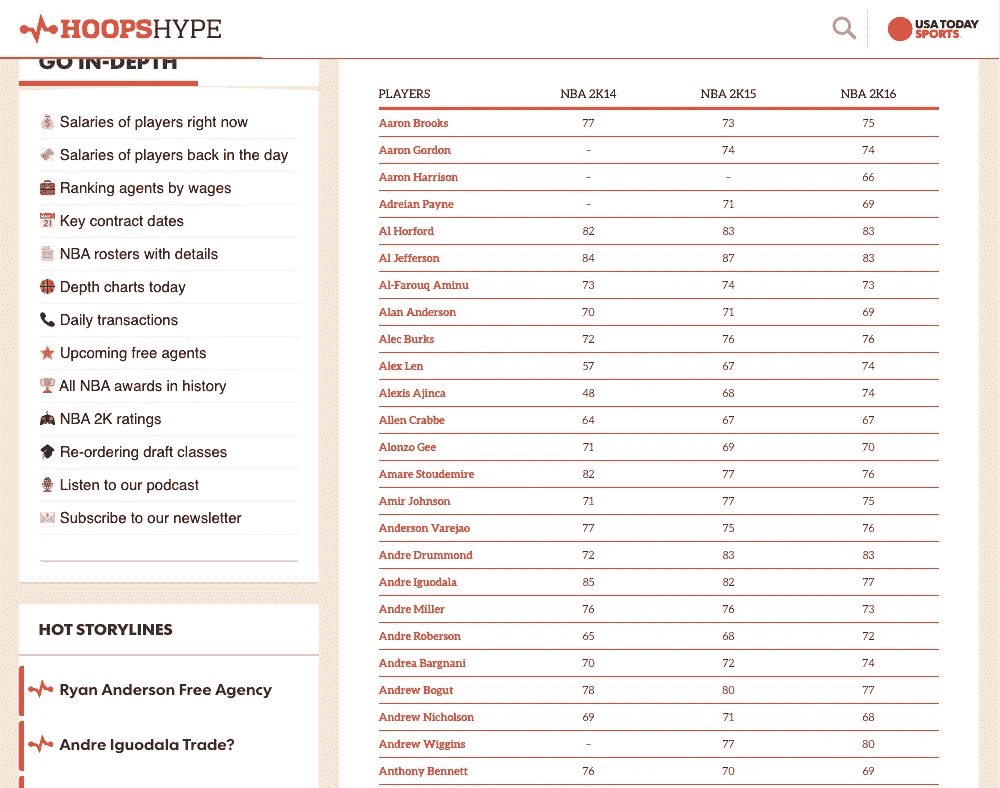 HOOPSHYPE
USA TODAY
SPORTS
GO IN-DEPTH
Salaries of players right now
Salaries of players back in the day
Ranking agents by wages
21
Key contract dates
NBA rosters with details
Depth charts today
Daily transactions
Upcoming free agents
All NBA awards in history
NBA 2K ratings
Re-ordering draft classes
Listen to our podcast
Subscribe to our newsletter
HOT STORYLINES
Ryan Anderson Free Agency
Andre Iguodala Trade?
PLAYERS NBA 2K14 NBA 2K15 NBA 2K16
Aaron Brooks 77 73 75
Aaron Gordon – 74 74
Aaron Harrison – – 66
Adreian Payne – 71 69
Al Horford 82 83 83
Al Jefferson 84 87 83
Al-Farouq Aminu 73 74 73
Alan Anderson 70 71 69
Alec Burks 72 76 76
Alex Len 57 67 74
Alexis Ajinca 48 68 74
Allen Crabbe 64 67 67
Alonzo Gee 71 69 70
Amare Stoudemire 82 77 76
Amir Johnson 71 77 75
Anderson Varejao 77 75 76
Andre Drummond 72 83 83
Andre Iguodala 85 82 77
Andre Miller 76 76 73
Andre Roberson 65 68 72
Andrea Bargnani 70 72 74
Andrew Bogut 78 80 77
Andrew Nicholson 69 71 68
Andrew Wiggins – 77 80
Anthony Bennett 76 70 69